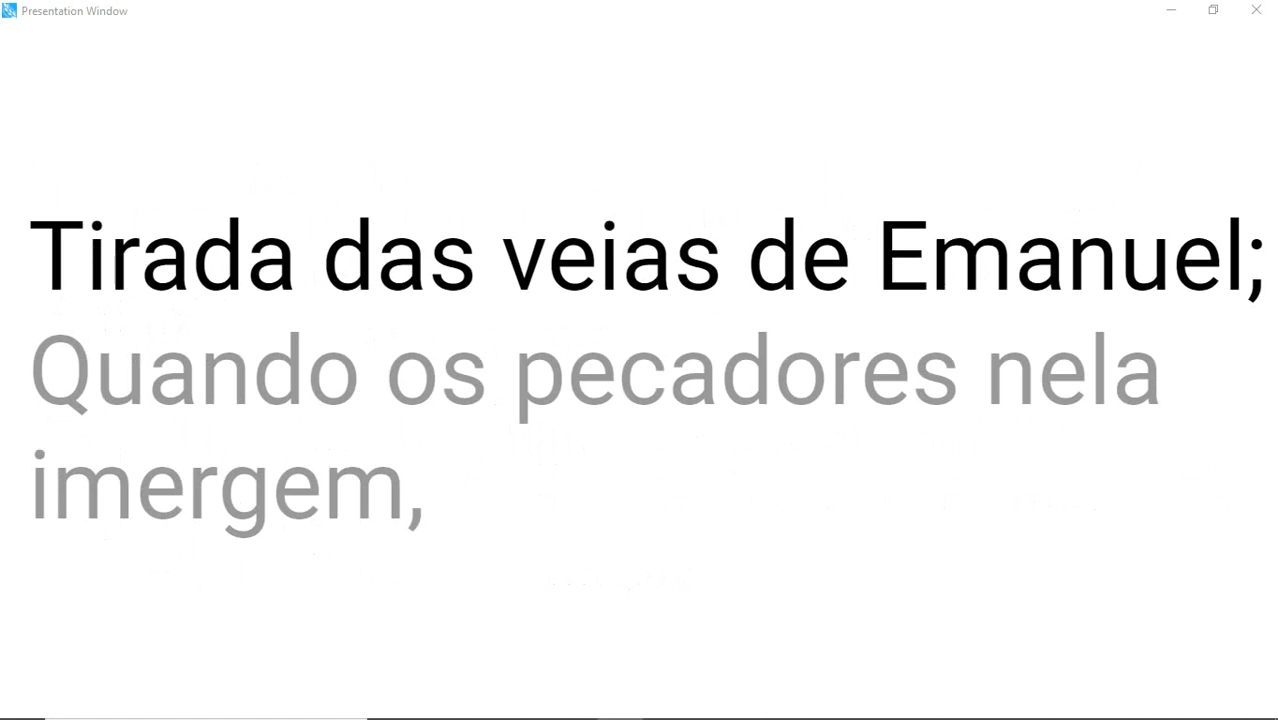 Presentation Window
Tirada das veias de Emanuel;
Quando os pecadores nela
imergem,